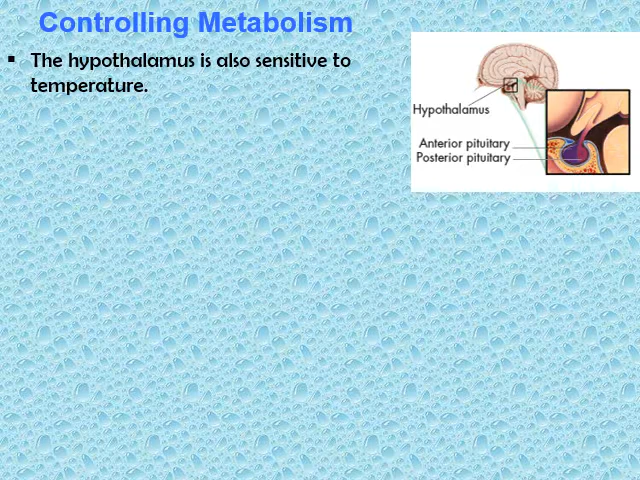 Controlling Metabolism
▪ The hypothalamus is also sensitive to
temperature.
Hypothalamus
Anterior pituitary
Posterior pituitary